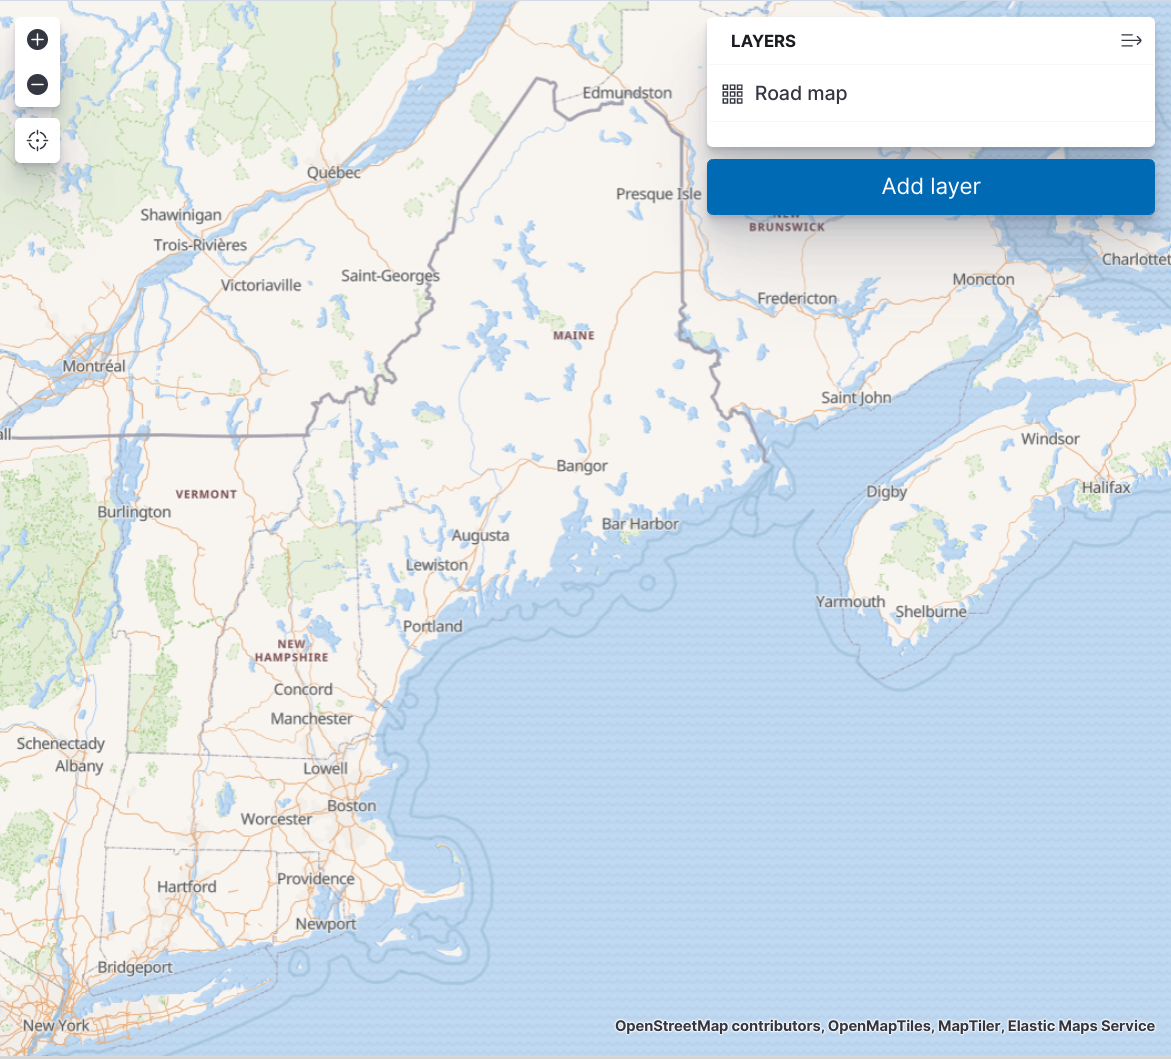 LAYERS
Road map
Add layer
Edmundston
Québec
Presque Isle
Shawinigan
NEW
BRUNSWICK
Trois-Rivières
Charlottet
Saint-Georges
Moncton
Victoriaville
Fredericton
MAINE
Montréal
Saint John
all
Windsor
Bangor
Halifax
VERMONT
Digby
Burlington
Bar Harbor
Augusta
Lewiston
Yarmouth
Shelburne
Portland
NEW
HAMPSHIRE
Concord
Manchester
Schenectady
Albany
Lowell
Boston
Worcester
Providence
Hartford
Newport
Bridgeport
New York
OpenStreetMap contributors, OpenMapTiles, MapTiler, Elastic Maps Service